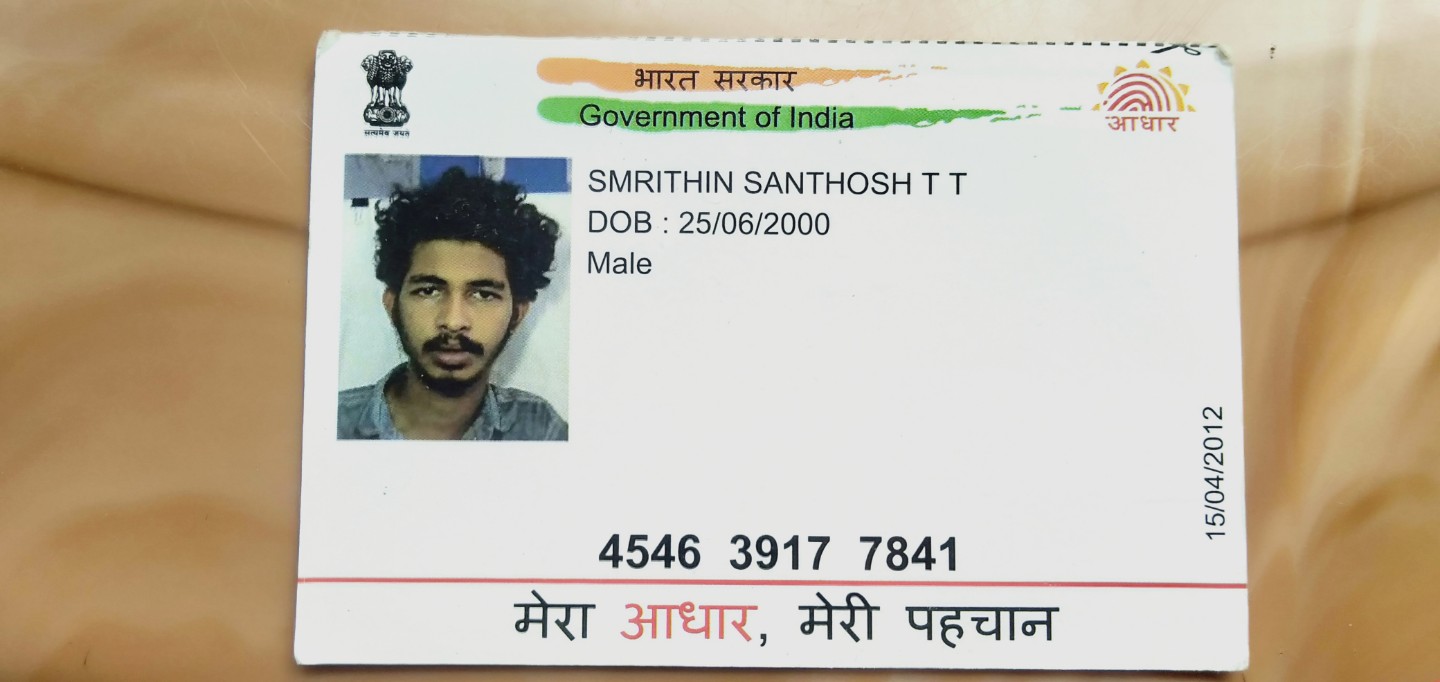 भारत सरकार
Government of India
सत्यमेव जयते
आधार
SMRITHIN SANTHOSH T T
DOB : 25/06/2000
Male
15/04/2012
4546 3917 7841
मेरा आधार, मेरी पहचान